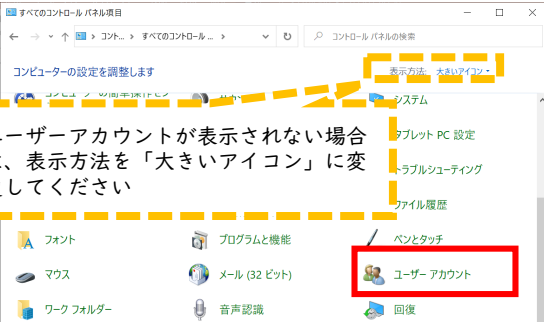 すべてのコントロール パネル項目
コント... すべてのコントロール ...
コントロール パネルの検索
コンピューターの設定を調整します
表示方法: 大きいアイコン
システム
ーザーアカウントが表示されない場合
タブレット PC 設定
、表示方法を「大きいアイコン」に変
トラブルシューティング
してください
ファイル履歴
フォント
プログラムと機能
ペンとタッチ
マウス
メール (32 ビット)
ユーザー アカウント
ワーク フォルダー
音声認識
回復